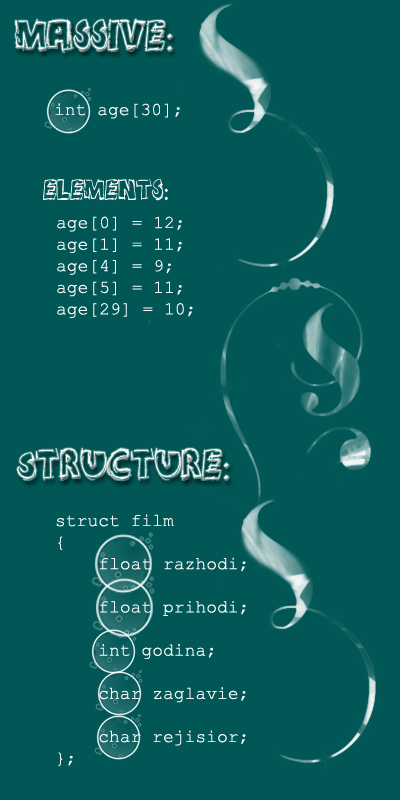 MASSIVE:
int age[30];
ELEMENTS:
age[0] = 12;
age[1] = 11;
age[4] = 9;
age[5] = 11;
age[29] = 10;
STRUCTURE:
struct film
{
float razhodi;
float prihodi;
int godina;
char zaglavie;
char rejisior;
};